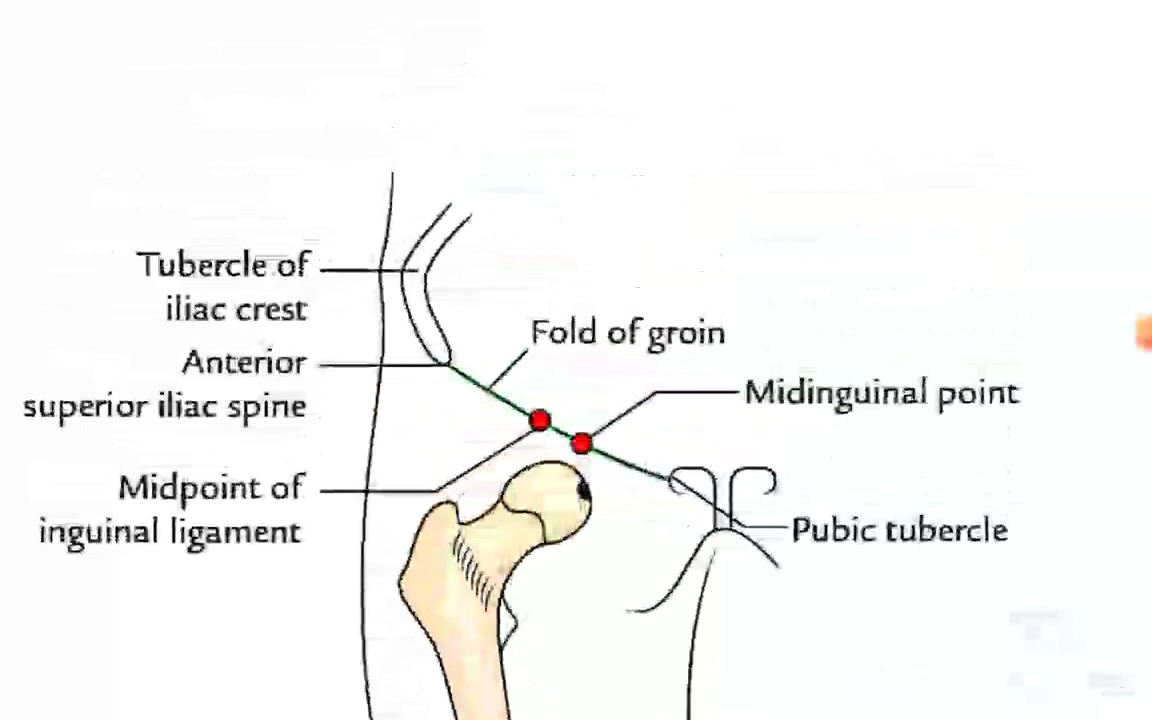 Tubercle of
iliac crest
Fold of groin
Anterior
superior iliac spine
Midinguinal point
Midpoint of
inguinal ligament
Pubic tubercle